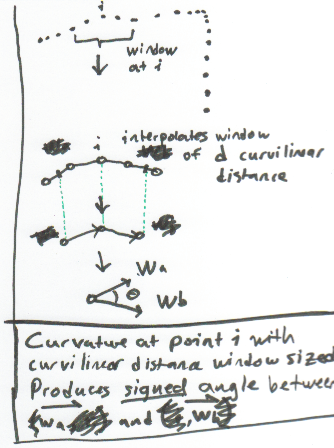 i
window
at i
i interpolates window
of d curvilinear
distance
Wa
θ
Wb
Curvature at point i with
curvilinear distance window sized
Produces signed angle between
Wa and Wb